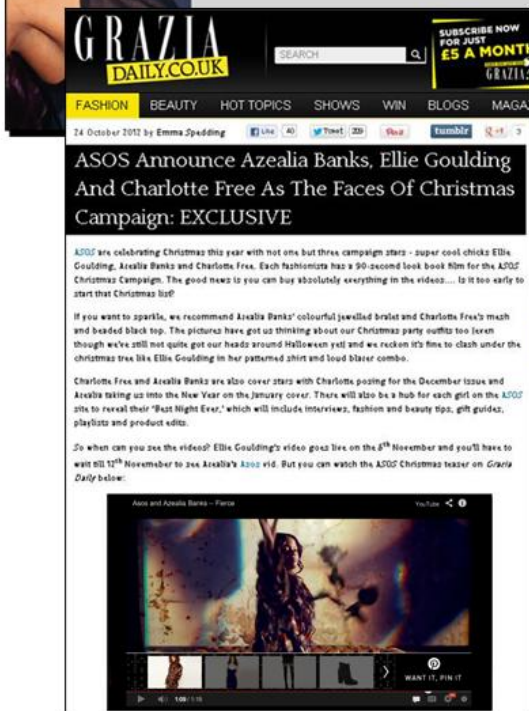 GRAZIA
DAILY.CO.UK
SEARCH
SUBSCRIBE NOW
FOR JUST
£5 A MONTH
GRAZIA
FASHION BEAUTY HOT TOPICS SHOWS WIN BLOGS MAGA
24 October 2012 by Emma Spedding Like 40 Tweet 209 Pin it tumblr +1 3
ASOS Announce Azealia Banks, Ellie Goulding
And Charlotte Free As The Faces Of Christmas
Campaign: EXCLUSIVE
ASOS are celebrating Christmas this year with not one but three campaign stars - super cool chicks Ellie
Goulding, Azealia Banks and Charlotte Free. Each fashionista has a 90-second look book film for the ASOS
Christmas Campaign. The good news is you can buy absolutely everything in the videos.... Is it too early to
start that Christmas list?
If you want to sparkle, we recommend Azealia Banks' colourful jewelled bralet and Charlotte Free's mesh
and beaded black top. The pictures have got us thinking about our Christmas party outfits too (even
though we've still not quite got our heads around Halloween yet) and we reckon it's fine to clash under the
christmas tree like Ellie Goulding in her patterned shirt and loud blazer combo.
Charlotte Free and Azealia Banks are also cover stars with Charlotte posing for the December issue and
Azealia taking us into the New Year on the January cover. There will also be a hub for each girl on the ASOS
site to reveal their 'Best Night Ever,' which will include interviews, fashion and beauty tips, gift guides,
playlists and product edits.
So when can you see the videos? Ellie Goulding's video goes live on the 5th November and you'll have to
wait till 12th Novemeber to see Azealia's Asos vid. But you can watch the ASOS Christmas teaser on Grazia
Daily below:
Asos and Azealia Banks – Fierce YouTube
WANT IT, PIN IT
1:09 / 1:16